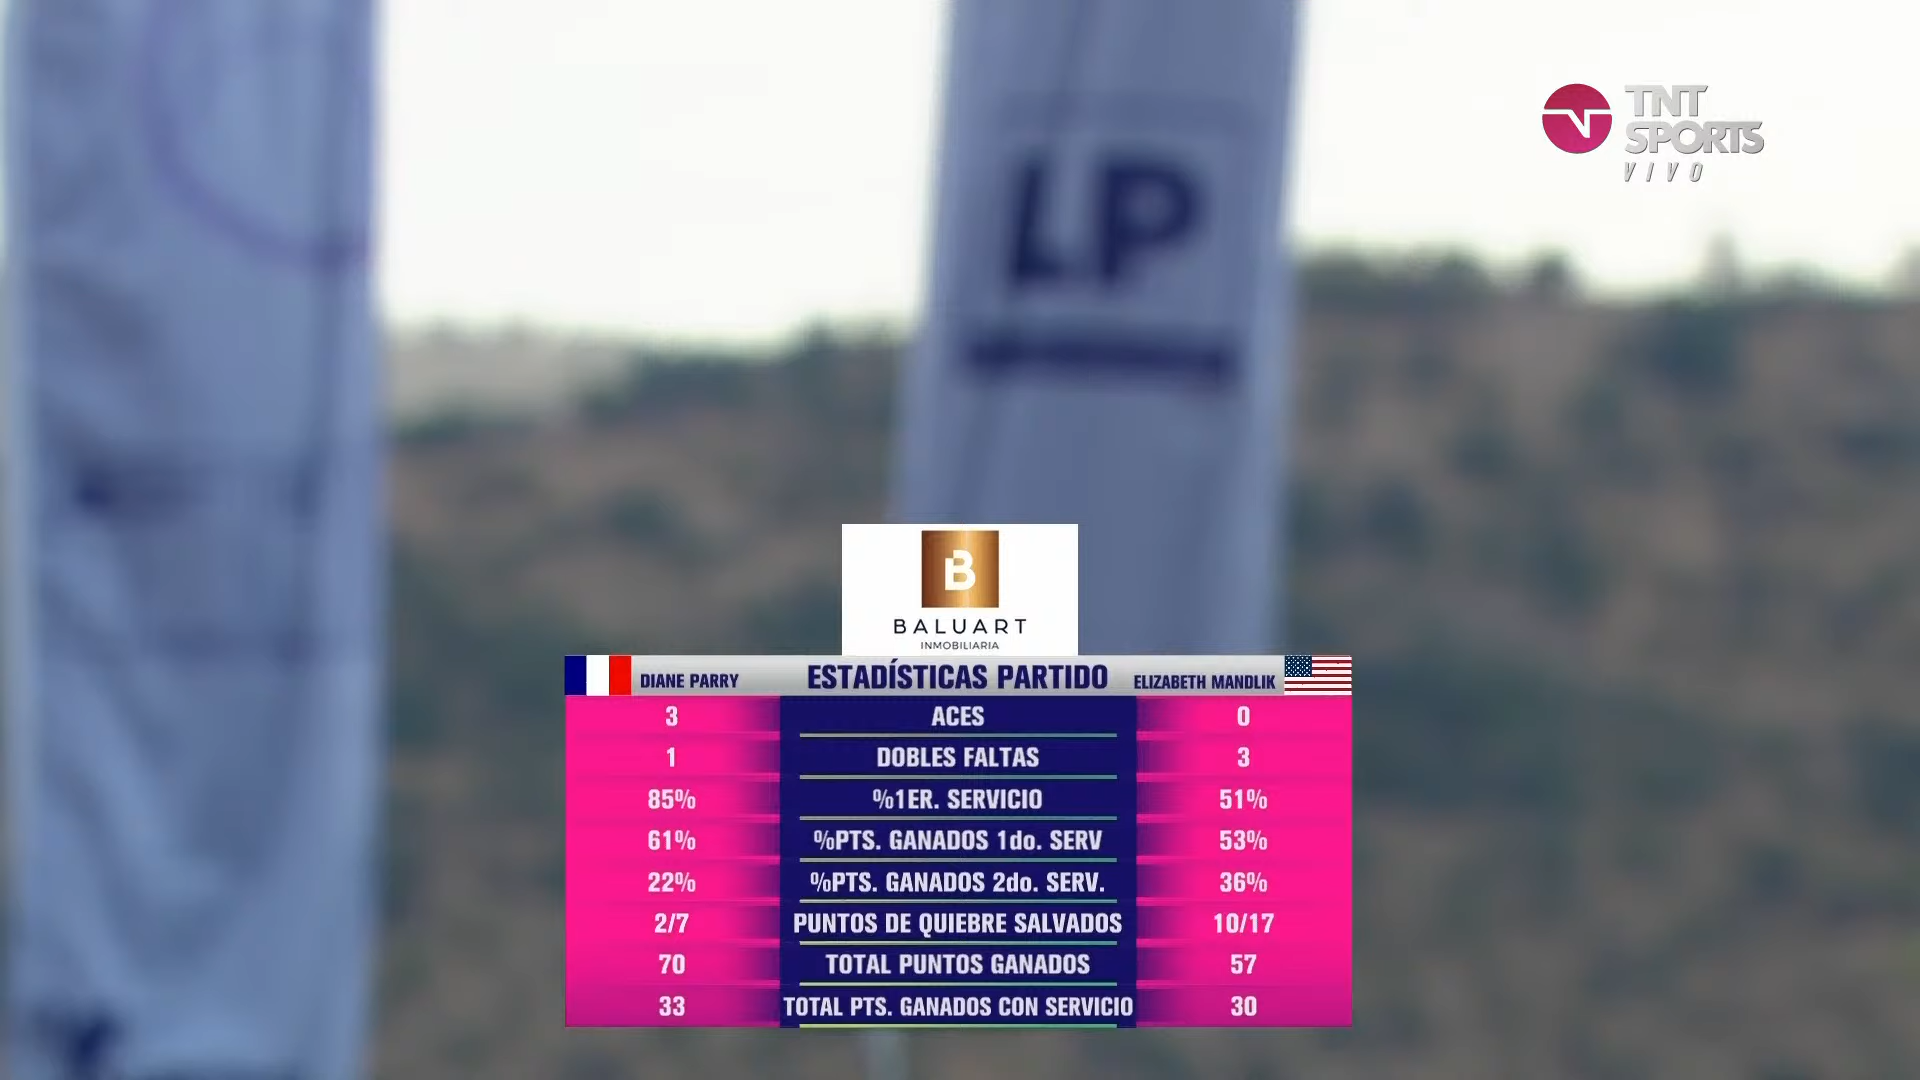 TNT
SPORTS
VIVO
LP
B
BALUART
INMOBILIARIA
DIANE PARRY ESTADÍSTICAS PARTIDO ELIZABETH MANDLIK
3 ACES 0
1 DOBLES FALTAS 3
85% %1ER. SERVICIO 51%
61% %PTS. GANADOS 1do. SERV 53%
22% %PTS. GANADOS 2do. SERV. 36%
2/7 PUNTOS DE QUIEBRE SALVADOS 10/17
70 TOTAL PUNTOS GANADOS 57
33 TOTAL PTS. GANADOS CON SERVICIO 30